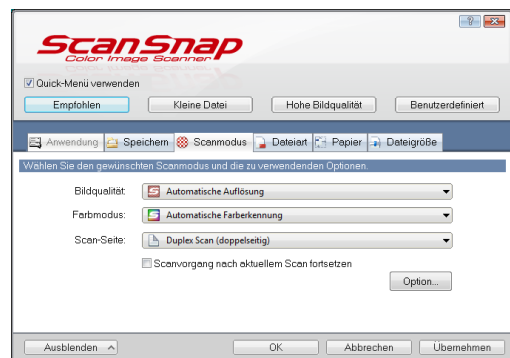 ScanSnap
Color Image Scanner
Quick-Menü verwenden
Empfohlen Kleine Datei Hohe Bildqualität Benutzerdefiniert
Anwendung Speichern Scanmodus Dateiart Papier Dateigröße
Wählen Sie den gewünschten Scanmodus und die zu verwendenden Optionen.
Bildqualität: Automatische Auflösung
Farbmodus: Automatische Farberkennung
Scan-Seite: Duplex Scan (doppelseitig)
Scanvorgang nach aktuellem Scan fortsetzen
Option...
Ausblenden OK Abbrechen Übernehmen